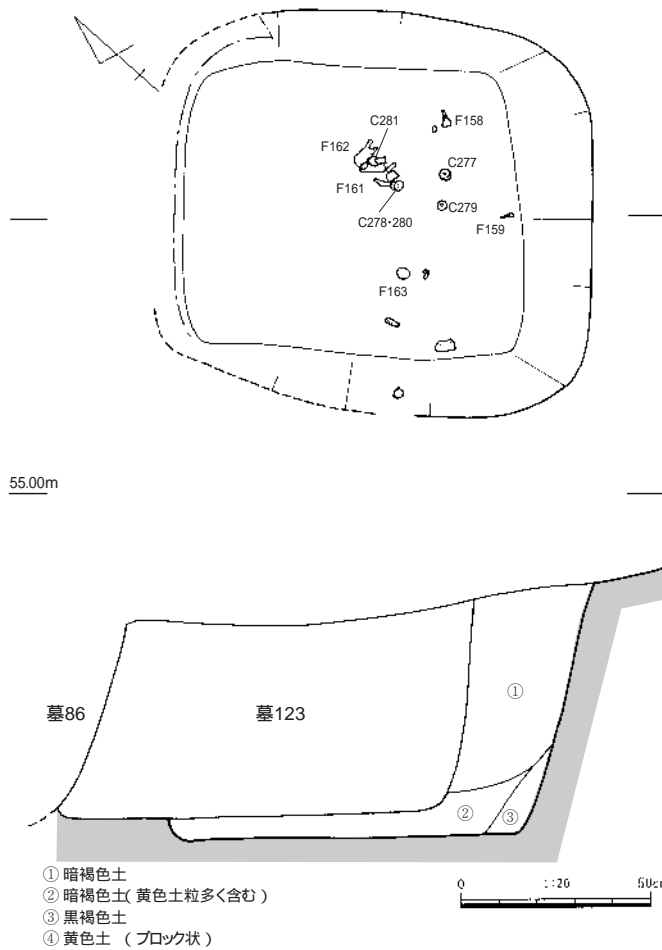 C281
F158
F162
C277
F161
C279
C278・280
F159
F163
55.00m
墓86
墓123
①
②
③
① 暗褐色土
② 暗褐色土( 黄色土粒多く含む )
③ 黒褐色土
④ 黄色土 ( ブロック状 )
0 1:20 50cm